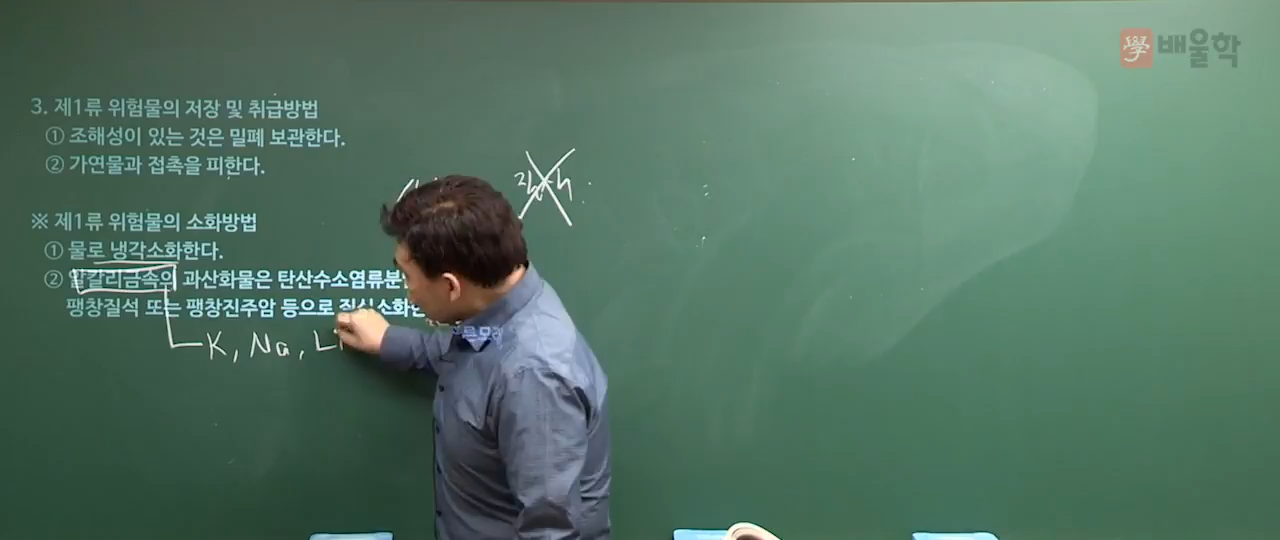 學 배울학
3. 제1류 위험물의 저장 및 취급방법
① 조해성이 있는 것은 밀폐 보관한다.
② 가연물과 접촉을 피한다.
※ 제1류 위험물의 소화방법
① 물로 냉각소화한다.
② 알칼리금속의 과산화물은 탄산수소염류분
팽창질석 또는 팽창진주암 등으로 질식소화한
K, Na, Li